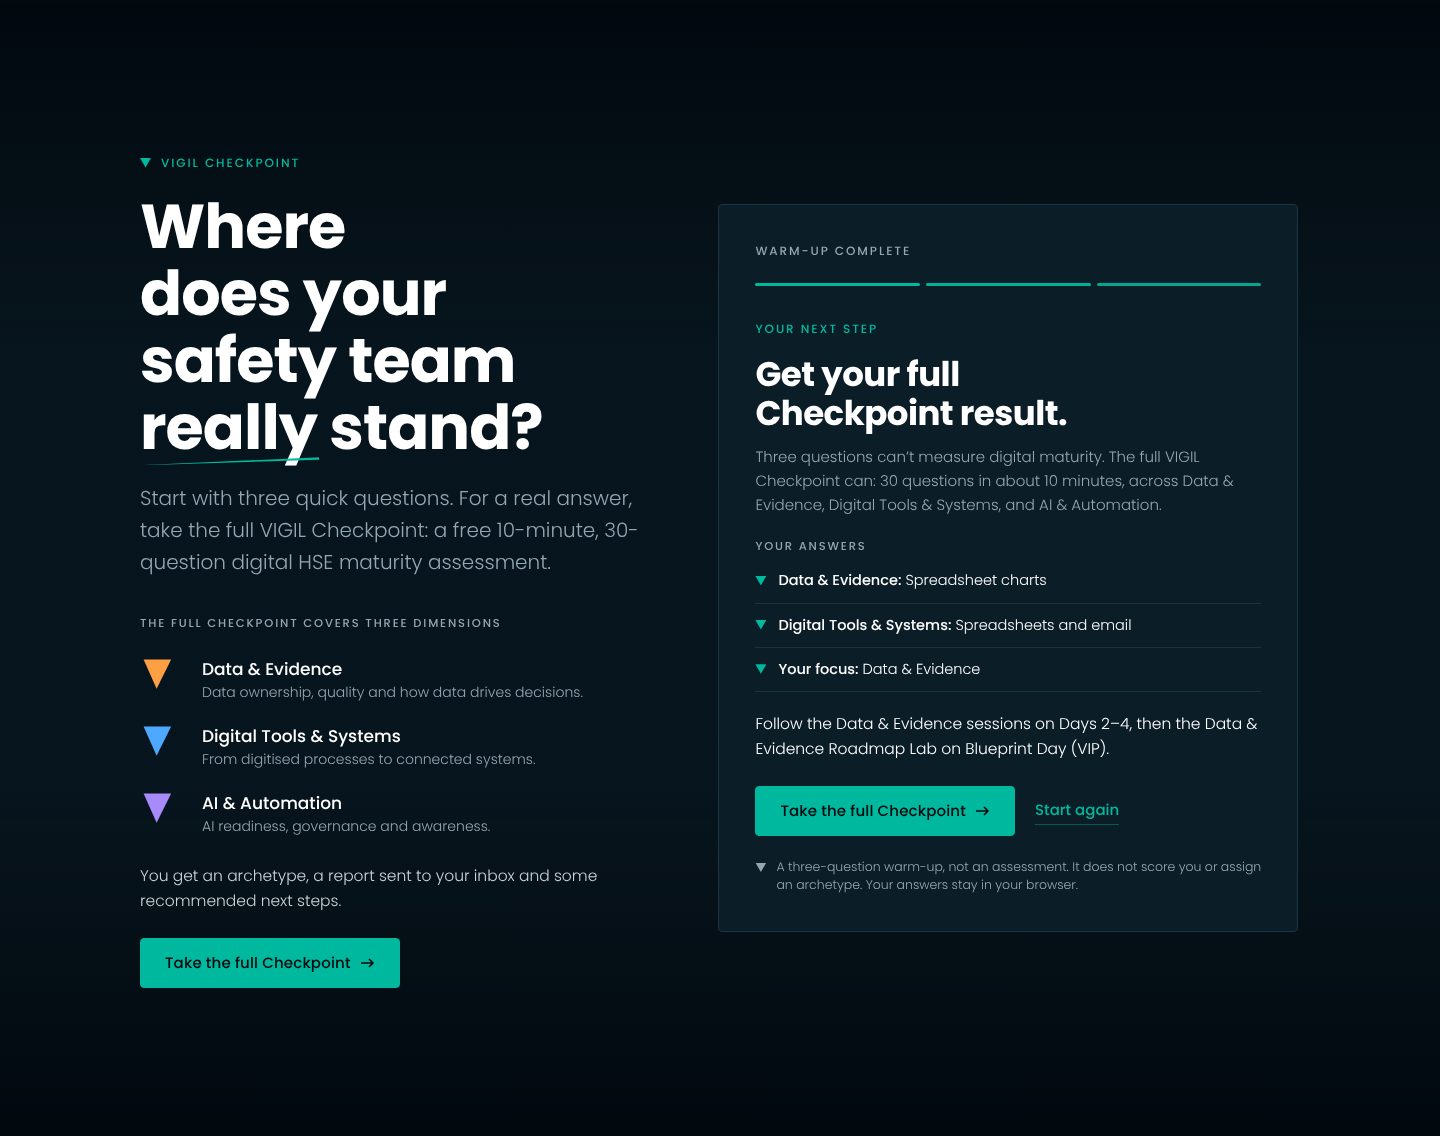 VIGIL CHECKPOINT
Where
does your
safety team
really stand?
Start with three quick questions. For a real answer,
take the full VIGIL Checkpoint: a free 10-minute, 30-
question digital HSE maturity assessment.
THE FULL CHECKPOINT COVERS THREE DIMENSIONS
Data & Evidence
Data ownership, quality and how data drives decisions.
Digital Tools & Systems
From digitised processes to connected systems.
AI & Automation
AI readiness, governance and awareness.
You get an archetype, a report sent to your inbox and some
recommended next steps.
Take the full Checkpoint →
WARM-UP COMPLETE
YOUR NEXT STEP
Get your full
Checkpoint result.
Three questions can’t measure digital maturity. The full VIGIL
Checkpoint can: 30 questions in about 10 minutes, across Data &
Evidence, Digital Tools & Systems, and AI & Automation.
YOUR ANSWERS
Data & Evidence: Spreadsheet charts
Digital Tools & Systems: Spreadsheets and email
Your focus: Data & Evidence
Follow the Data & Evidence sessions on Days 2–4, then the Data &
Evidence Roadmap Lab on Blueprint Day (VIP).
Take the full Checkpoint →
Start again
A three-question warm-up, not an assessment. It does not score you or assign
an archetype. Your answers stay in your browser.